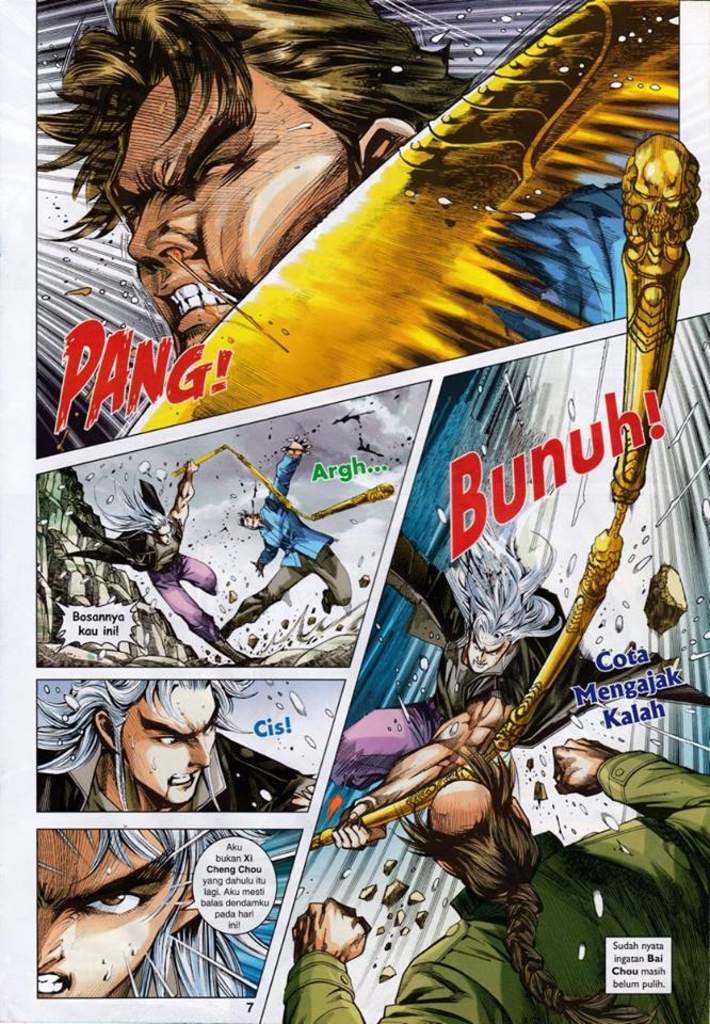 PANG!
Argh...
Bosannya
kau ini!
Bunuh!
Cota
Mengajak
Kalah
Cis!
Aku
bukan Xi
Cheng Chou
yang dahulu itu
lagi. Aku mesti
balas dendamku
pada hari
ini!
Sudah nyata
ingatan Bai
Chou masih
belum pulih.
7